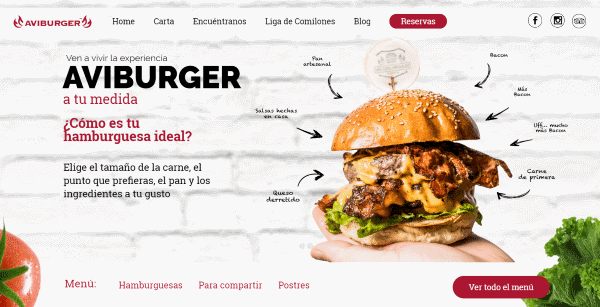 AVIBURGER
Home Carta Encuéntranos Liga de Comilones Blog Reservas
Ven a vivir la experiencia
AVIBURGER
a tu medida
¿Cómo es tu
hamburguesa ideal?
Elige el tamaño de la carne, el
punto que prefieras, el pan y los
ingredientes a tu gusto
Pan
artesanal
Salsas hechas
en casa
Queso
derretido
Bacon
Más
Bacon
Uff... mucho
más Bacon
Carne
de primera
Menú: Hamburguesas Para compartir Postres
Ver todo el menú